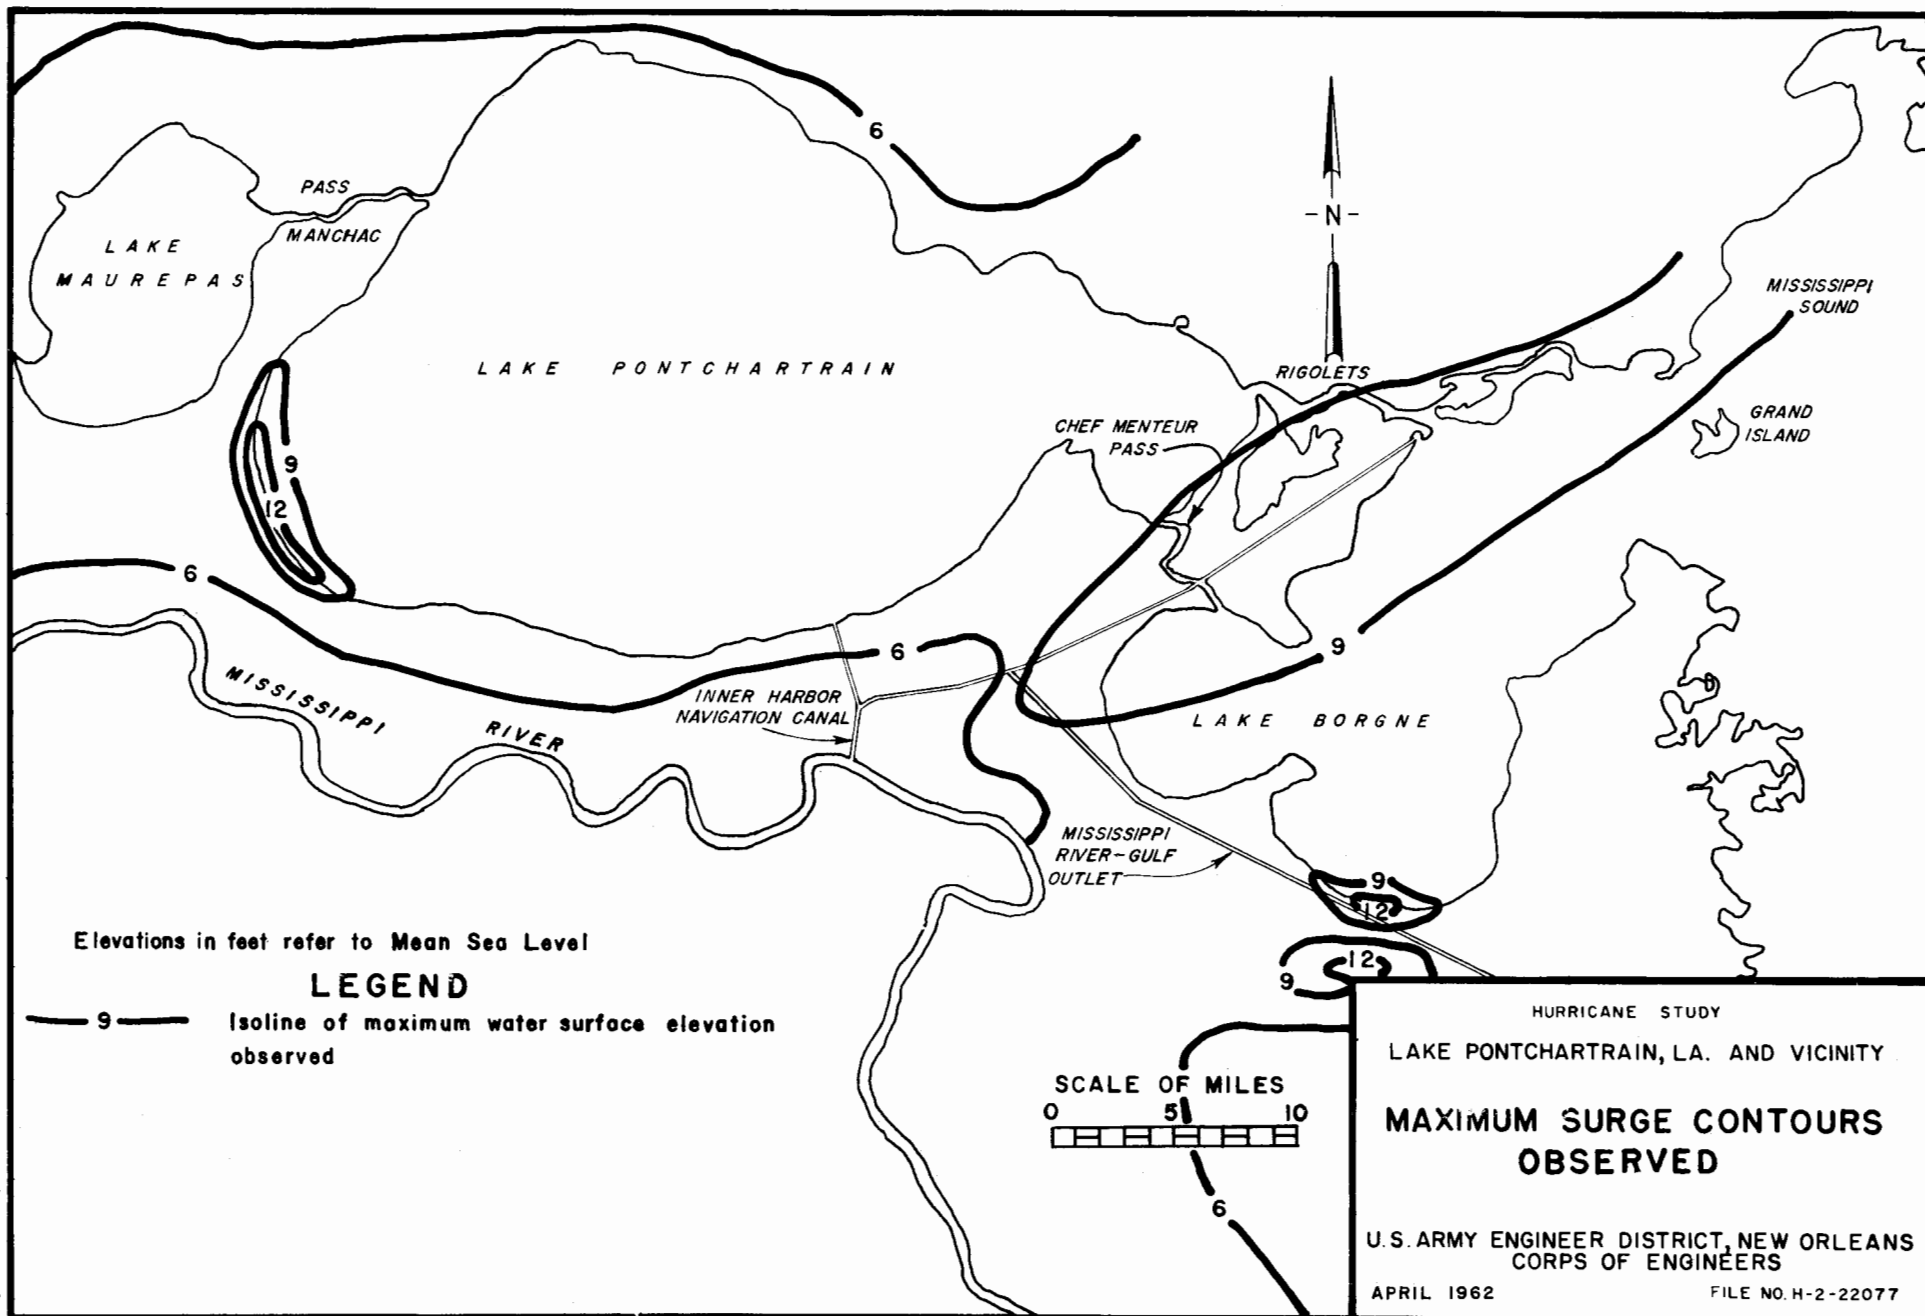 6
- N -
PASS
MANCHAC
LAKE
MAUREPAS
MISSISSIPPI
SOUND
LAKE PONTCHARTRAIN
RIGOLETS
CHEF MENTEUR
PASS
GRAND
ISLAND
9
12
6
6
9
MISSISSIPPI
RIVER
INNER HARBOR
NAVIGATION CANAL
LAKE BORGNE
MISSISSIPPI
RIVER-GULF
OUTLET
9
12
12
9
Elevations in feet refer to Mean Sea Level
LEGEND
9 Isoline of maximum water surface elevation
observed
SCALE OF MILES
0 5 10
6
HURRICANE STUDY
LAKE PONTCHARTRAIN, LA. AND VICINITY
MAXIMUM SURGE CONTOURS
OBSERVED
U.S. ARMY ENGINEER DISTRICT, NEW ORLEANS
CORPS OF ENGINEERS
APRIL 1962 FILE NO. H-2-22077